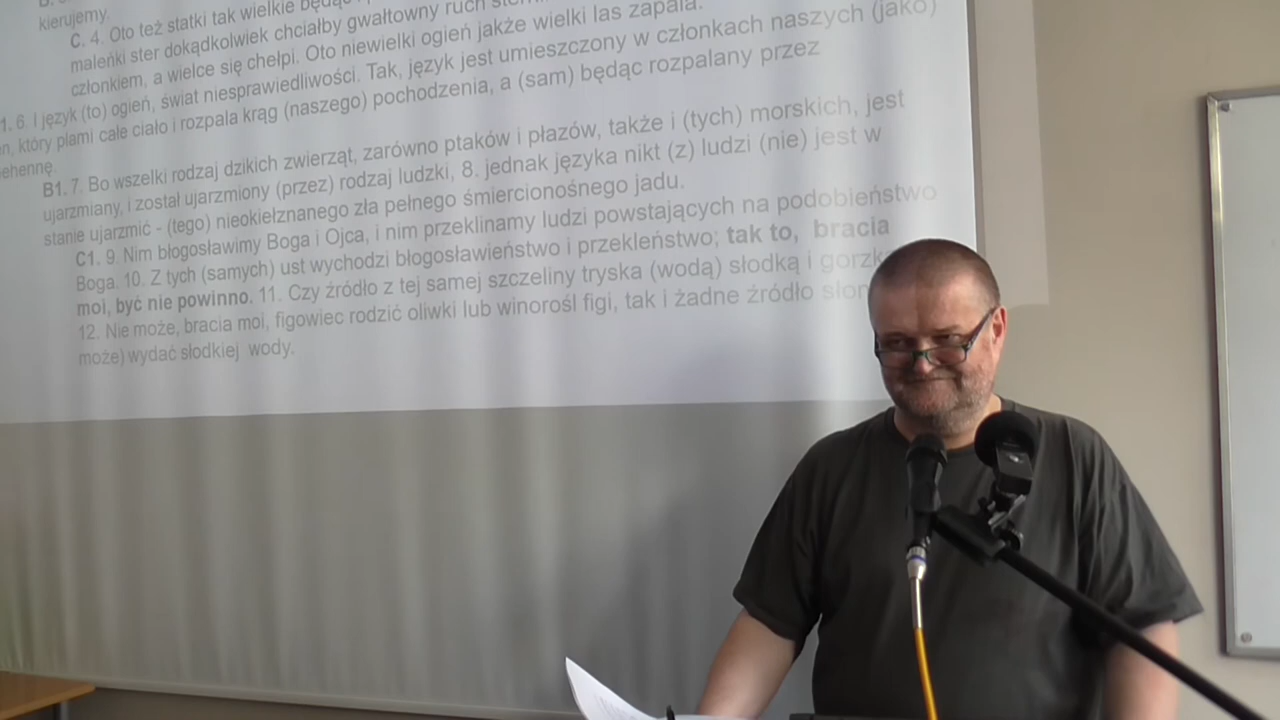 kierujemy.
C. 4. Oto też statki tak wielkie będąc
maleńki ster dokądkolwiek chciałby gwałtowny ruch
członkiem, a wielce się chełpi. Oto niewielki ogień jakże wielki las zapala.
1. 6. I język (to) ogień, świat niesprawiedliwości. Tak, język jest umieszczony w członkach naszych (jako)
n, który plami całe ciało i rozpala krąg (naszego) pochodzenia, a (sam) będąc rozpalany przez
ehennę.
B1. 7. Bo wszelki rodzaj dzikich zwierząt, zarówno ptaków i płazów, także i (tych) morskich, jest
ujarzmiany, i został ujarzmiony (przez) rodzaj ludzki, 8. jednak języka nikt (z) ludzi (nie) jest w
stanie ujarzmić - (tego) nieokiełznanego zła pełnego śmiercionośnego jadu.
C1. 9. Nim błogosławimy Boga i Ojca, i nim przeklinamy ludzi powstających na podobieństwo
Boga. 10. Z tych (samych) ust wychodzi błogosławieństwo i przekleństwo; tak to, bracia
moi, być nie powinno. 11. Czy źródło z tej samej szczeliny tryska (wodą) słodką i gorzk
12. Nie może, bracia moi, figowiec rodzić oliwki lub winorośl figi, tak i żadne źródło słon
może) wydać słodkiej wody.